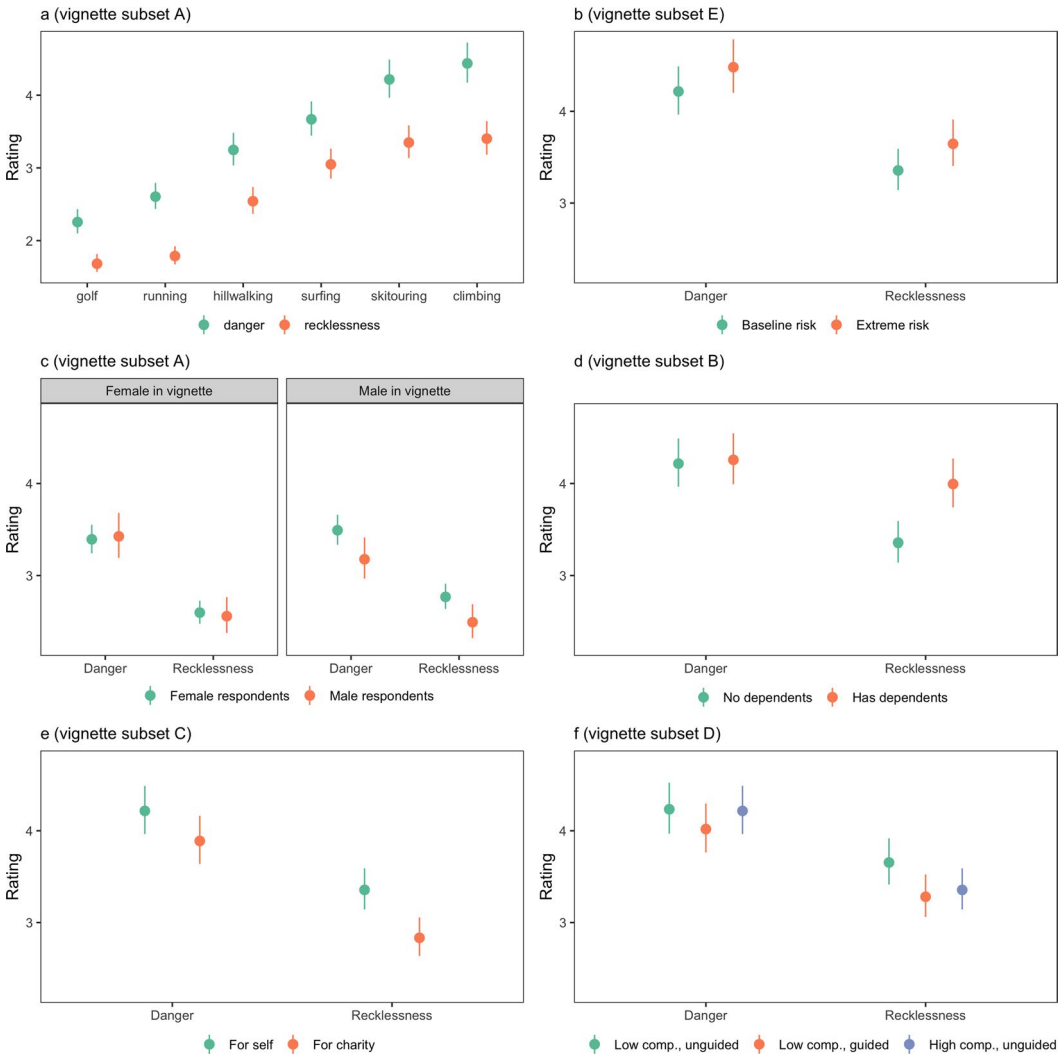 a (vignette subset A)
Rating
4
3
2
golf running hillwalking surfing skitouring climbing
danger recklessness
b (vignette subset E)
Rating
4
3
Danger Recklessness
Baseline risk Extreme risk
c (vignette subset A)
Female in vignette Male in vignette
Rating
4
3
Danger Recklessness Danger Recklessness
Female respondents Male respondents
d (vignette subset B)
Rating
4
3
Danger Recklessness
No dependents Has dependents
e (vignette subset C)
Rating
4
3
Danger Recklessness
For self For charity
f (vignette subset D)
Rating
4
3
Danger Recklessness
Low comp., unguided Low comp., guided High comp., unguided